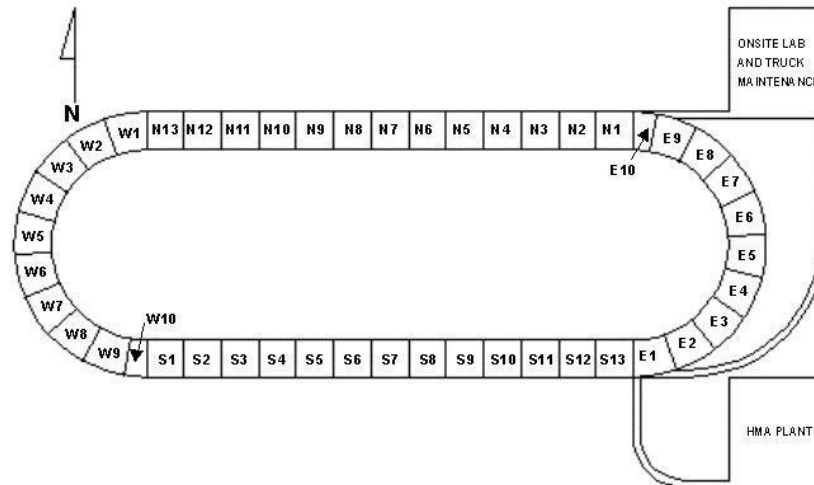 ONSITE LAB
AND TRUCK
MAINTENANCE
N
W1 N13 N12 N11 N10 N9 N8 N7 N6 N5 N4 N3 N2 N1 E9
W2 E8
W3 E10 E7
W4 E6
W5 E5
W6 E4
W7 W10 E3
W8 E2
W9 S1 S2 S3 S4 S5 S6 S7 S8 S9 S10 S11 S12 S13 E1
HMA PLANT